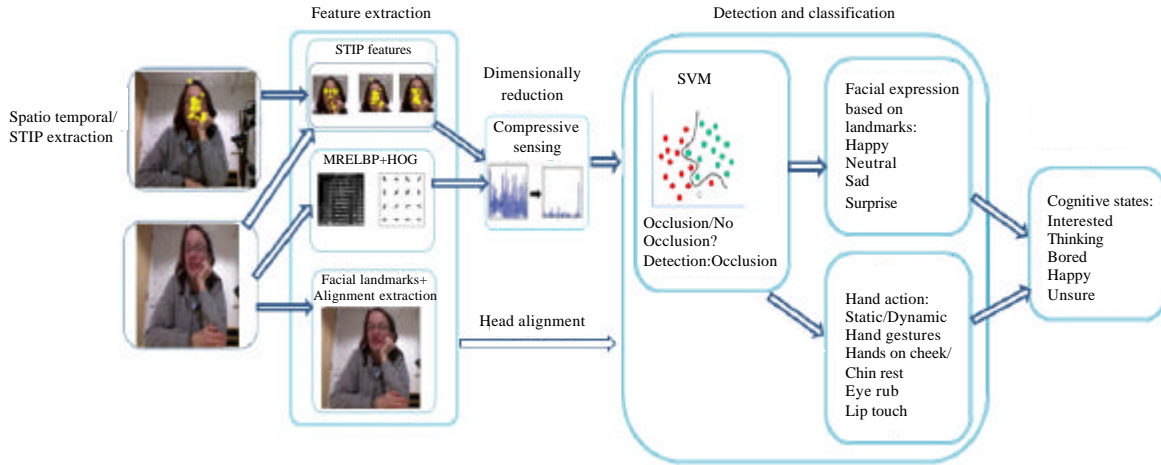 Feature extraction
Detection and classification
Spatio temporal/
STIP extraction
STIP features
MRELBP+HOG
Facial landmarks+
Alignment extraction
Dimensionally
reduction
Compressive
sensing
Head alignment
SVM
Occlusion/No
Occlusion?
Detection:Occlusion
Facial expression
based on
landmarks:
Happy
Neutral
Sad
Surprise
Hand action:
Static/Dynamic
Hand gestures
Hands on cheek/
Chin rest
Eye rub
Lip touch
Cognitive states:
Interested
Thinking
Bored
Happy
Unsure